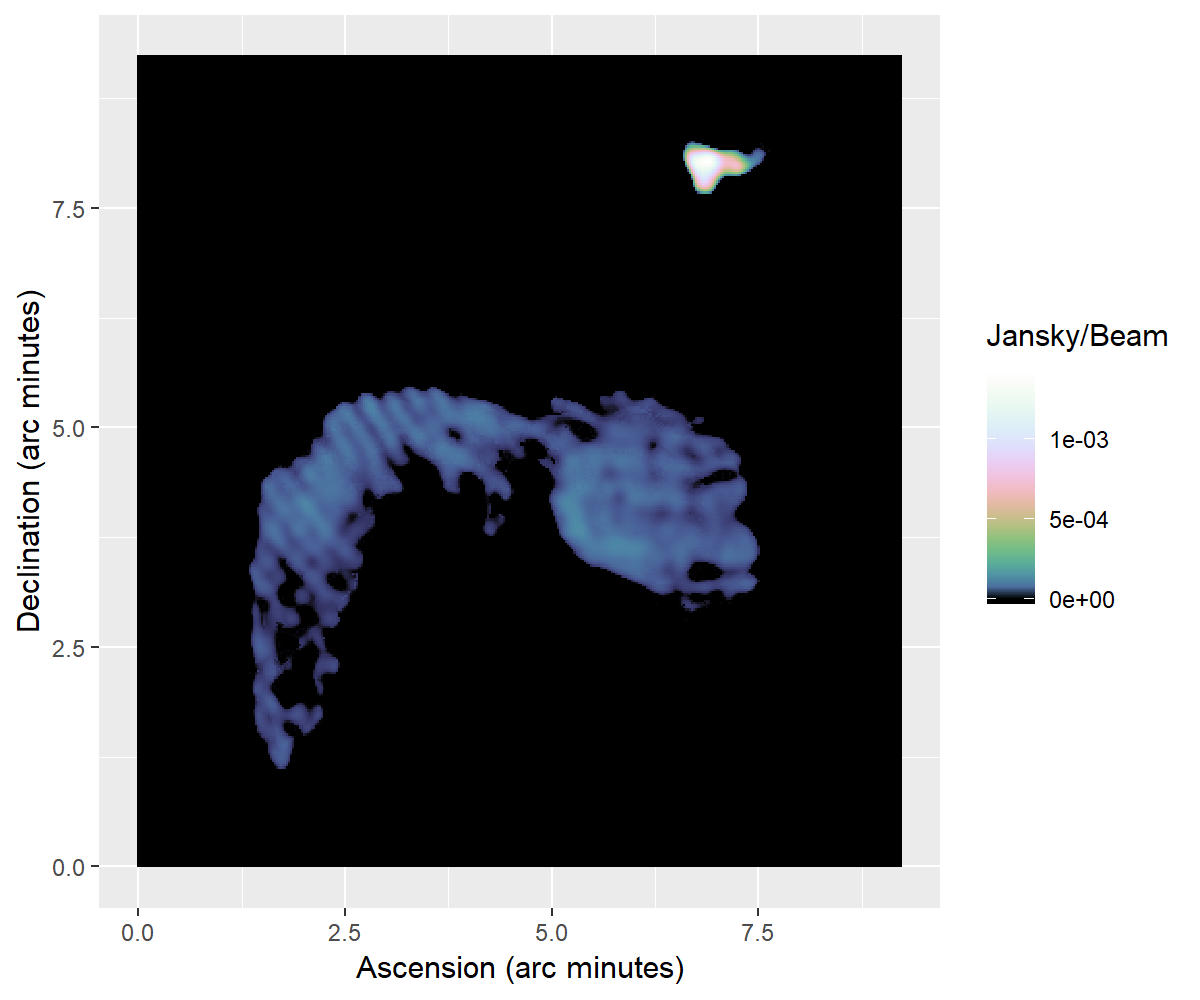 Declination (arc minutes)
7.5
5.0
2.5
0.0
0.0 2.5 5.0 7.5
Ascension (arc minutes)
Jansky/Beam
1e-03
5e-04
0e+00